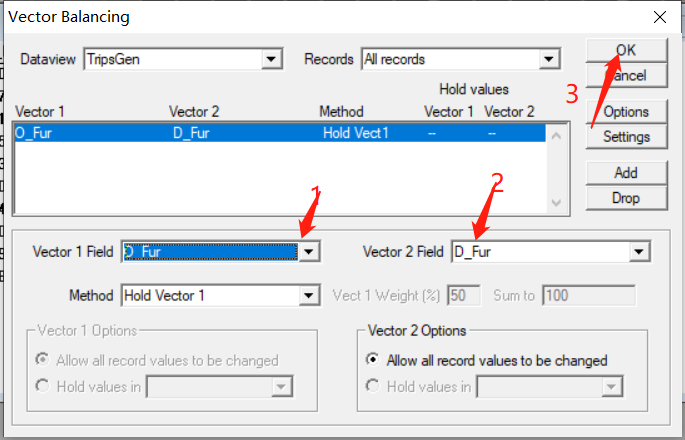 Vector Balancing
Dataview TripsGen Records All records OK
Cancel
3
Hold values
Vector 1 Vector 2 Method Vector 1 Vector 2 Options
O_Fur D_Fur Hold Vect1 -- -- Settings
Add
Drop
1 2
Vector 1 Field O_Fur Vector 2 Field D_Fur
Method Hold Vector 1 Vect 1 Weight (%) 50 Sum to 100
Vector 1 Options Vector 2 Options
Allow all record values to be changed Allow all record values to be changed
Hold values in Hold values in